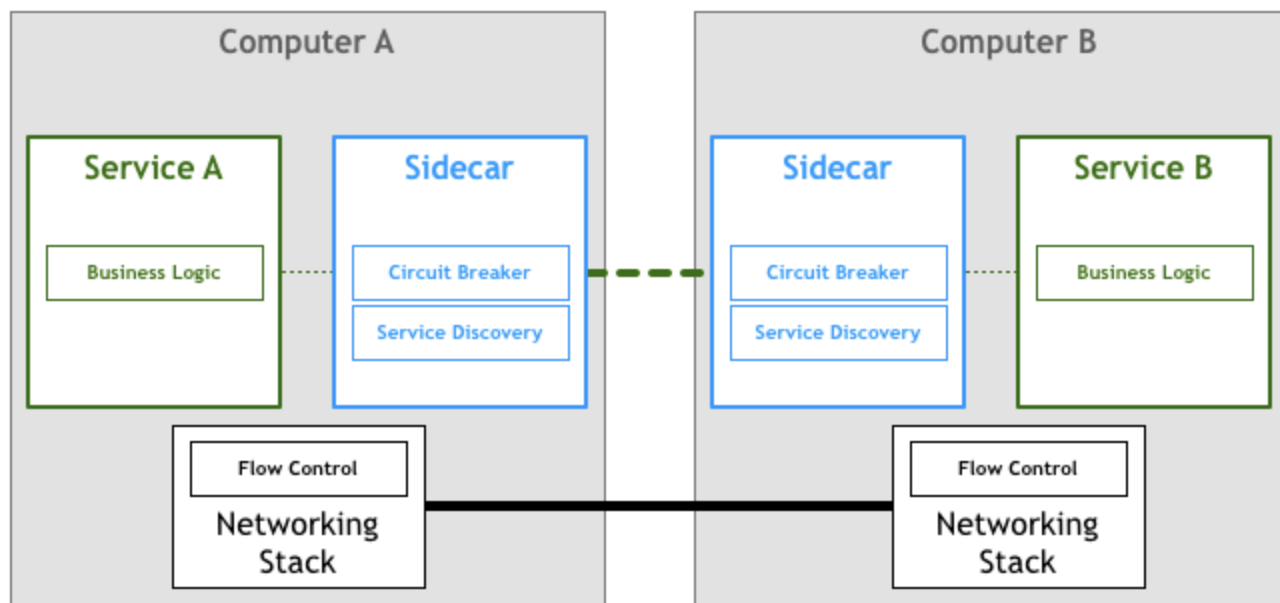 Computer A
Computer B
Service A
Sidecar
Sidecar
Service B
Business Logic
Circuit Breaker
Circuit Breaker
Business Logic
Service Discovery
Service Discovery
Flow Control
Flow Control
Networking
Stack
Networking
Stack